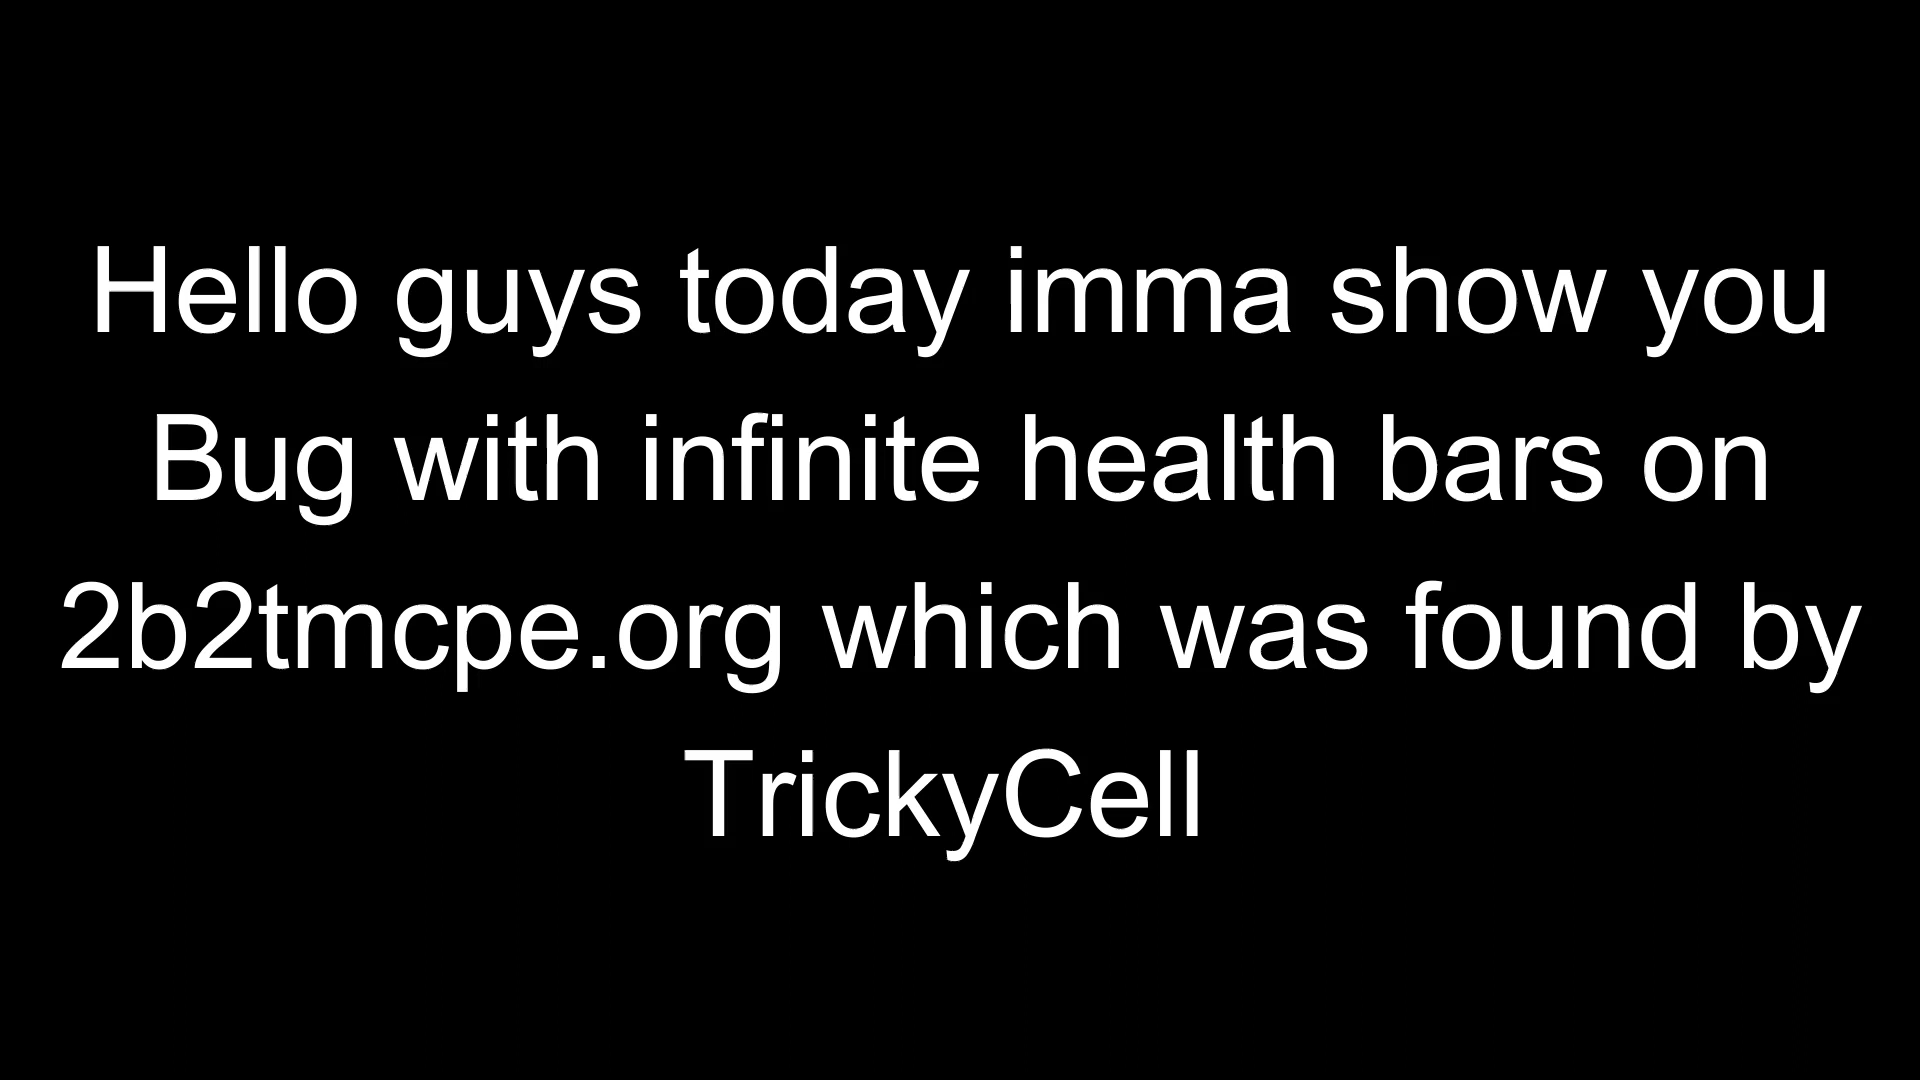 Hello guys today imma show you
Bug with infinite health bars on
2b2tmcpe.org which was found by
TrickyCell